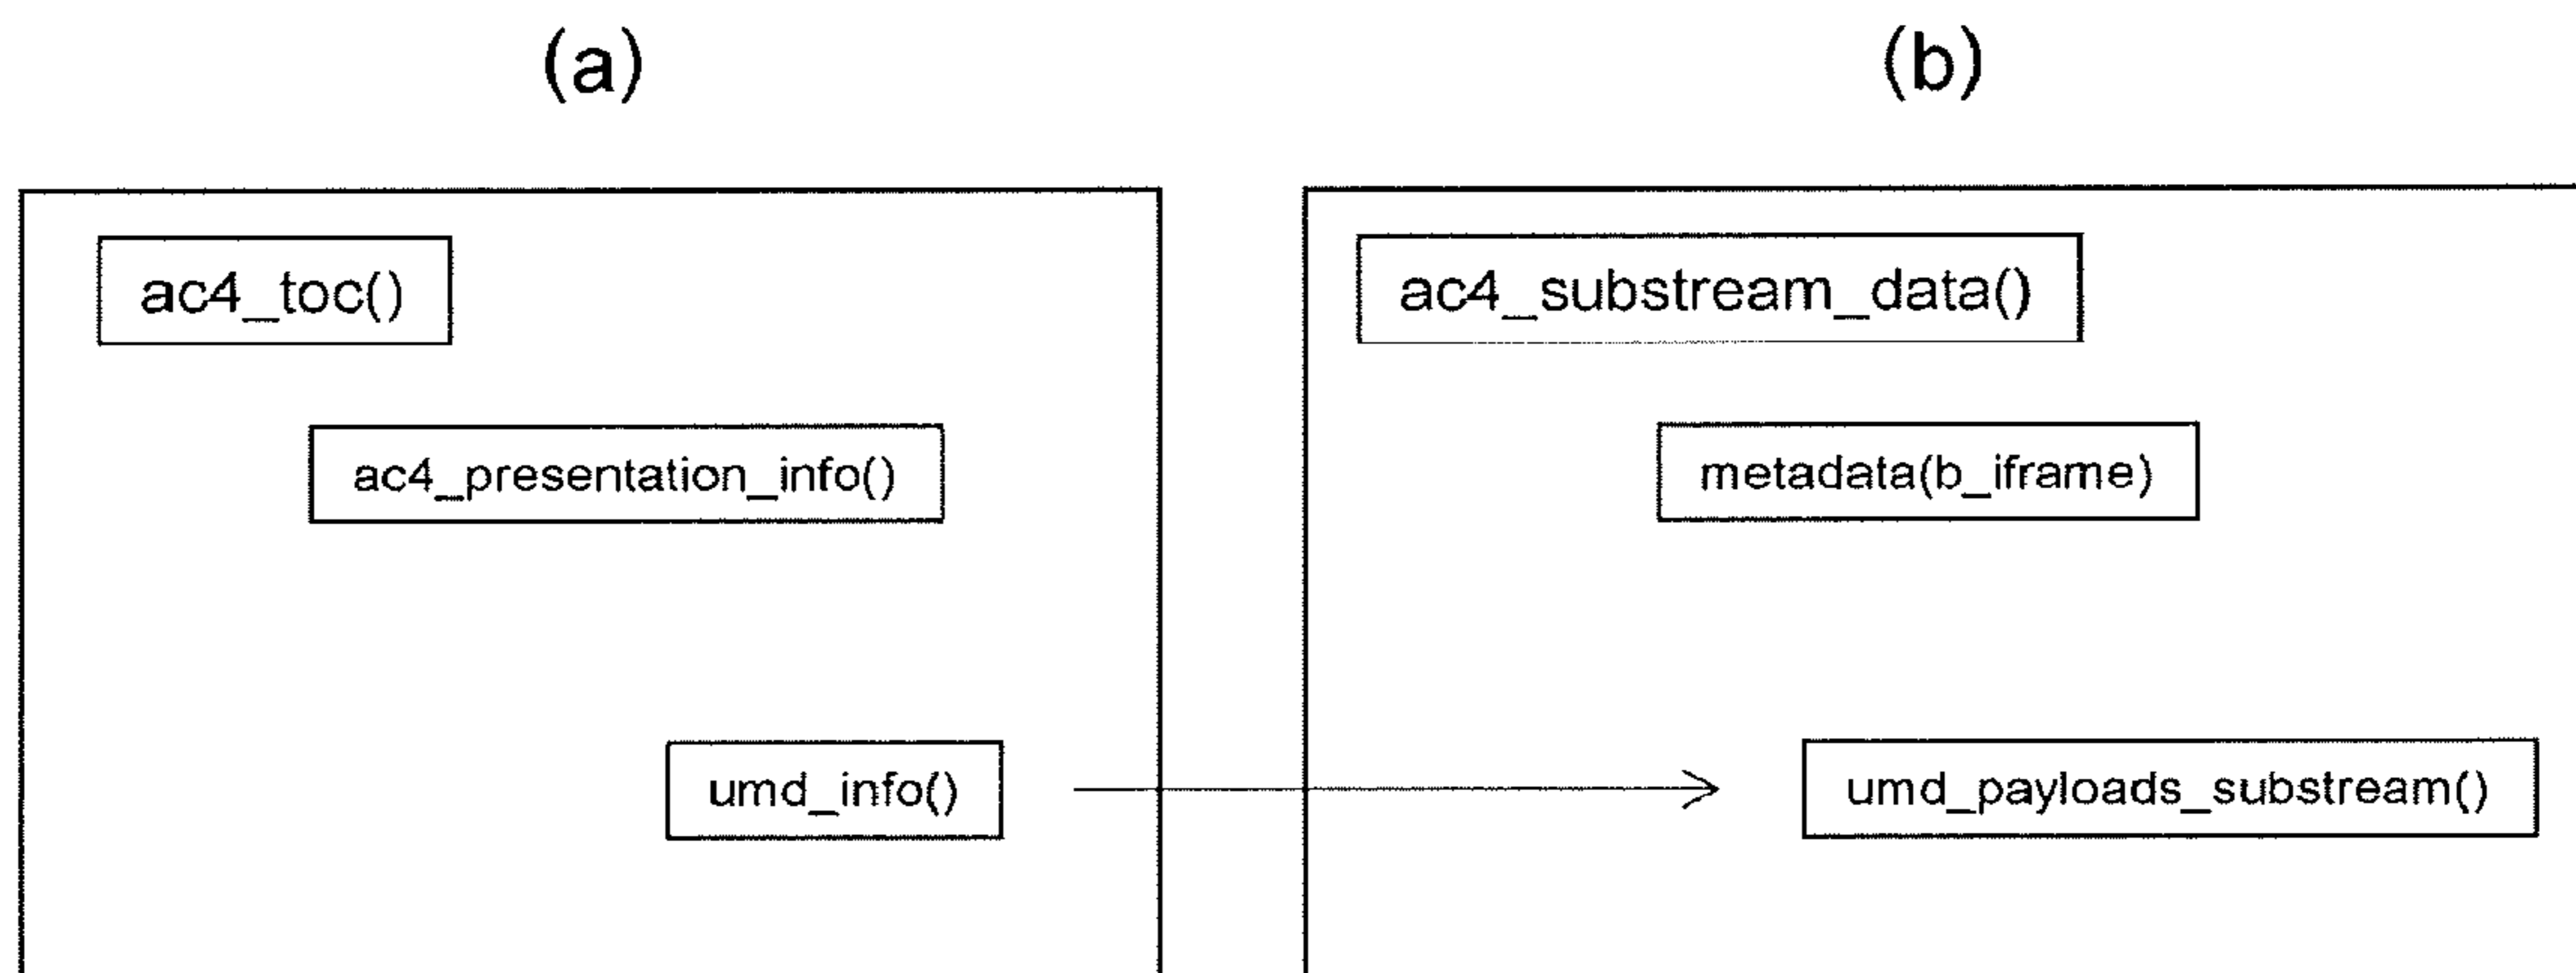 (a)
ac4_toc()
ac4_presentation_info()
umd_info()
(b)
ac4_substream_data()
metadata(b_iframe)
umd_payloads_substream()